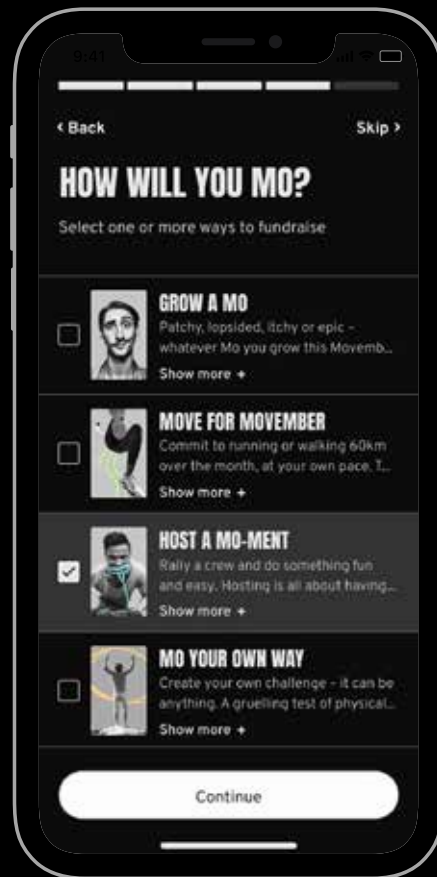 9:41
‹ Back
Skip ›
HOW WILL YOU MO?
Select one or more ways to fundraise
GROW A MO
Patchy, lopsided, itchy or epic –
whatever Mo you grow this Movemb...
Show more +
MOVE FOR MOVEMBER
Commit to running or walking 60km
over the month, at your own pace. T...
Show more +
HOST A MO-MENT
Rally a crew and do something fun
and easy. Hosting is all about having...
Show more +
MO YOUR OWN WAY
Create your own challenge – it can be
anything. A gruelling test of physical...
Show more +
Continue